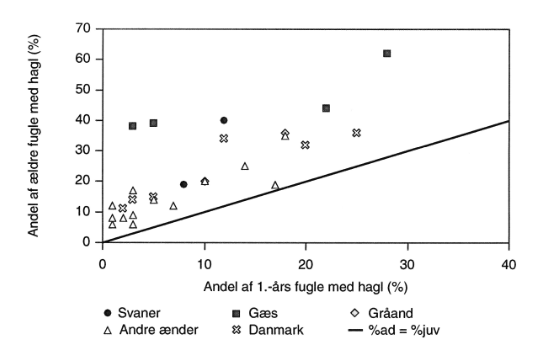 Andel af ældre fugle med hagl (%)
70
60
50
40
30
20
10
0
0 10 20 30 40
Andel af 1.-års fugle med hagl (%)
Svaner Gæs Gråand
Andre ænder Danmark %ad = %juv